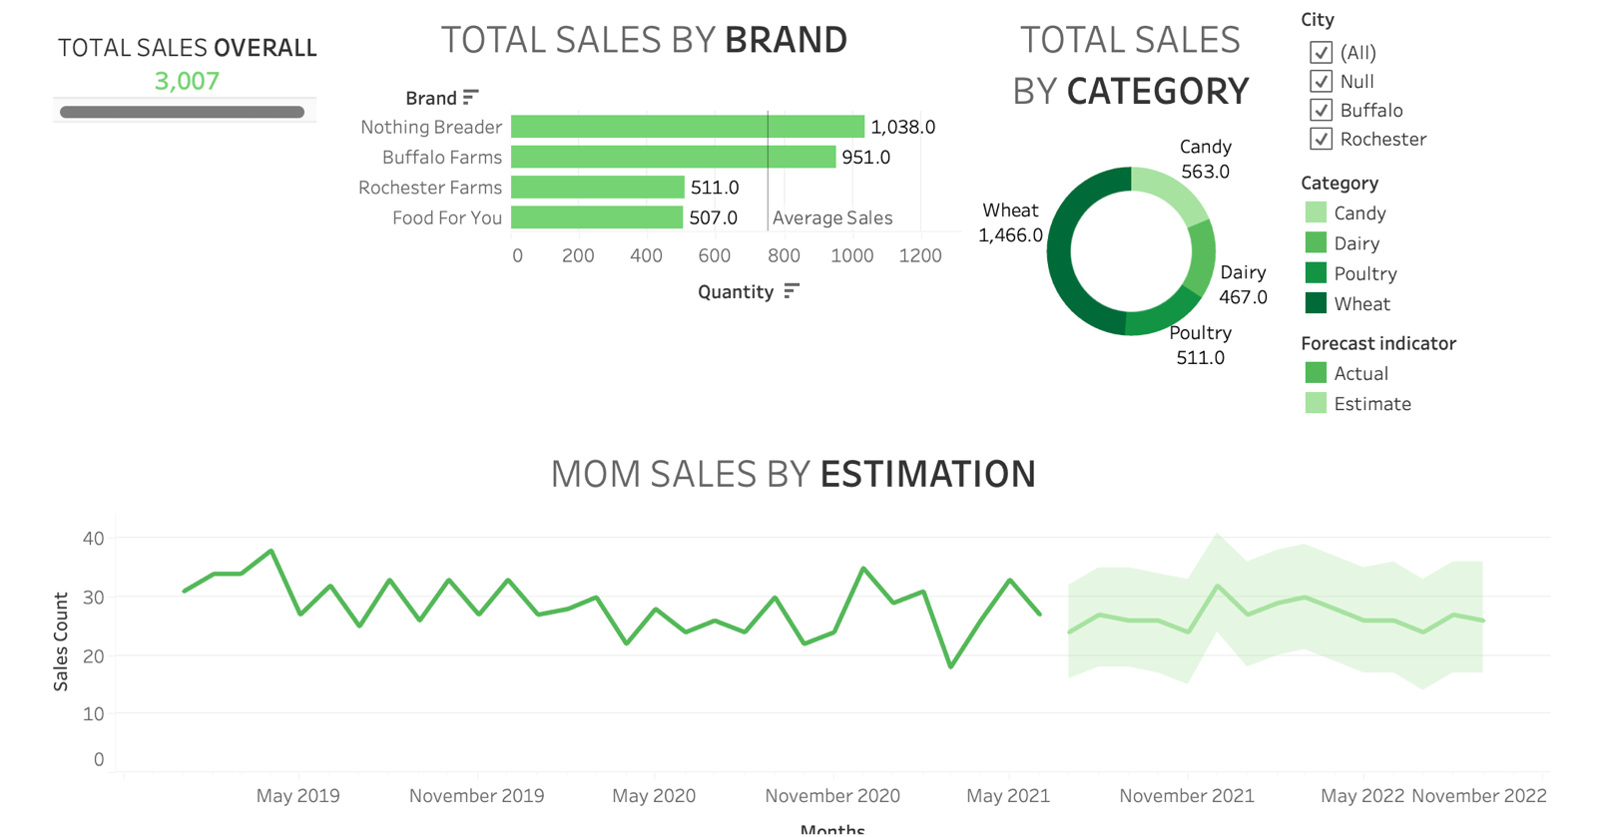 TOTAL SALES OVERALL
3,007
TOTAL SALES BY BRAND
Brand
Nothing Breader
1,038.0
Buffalo Farms
951.0
Rochester Farms
511.0
Food For You
507.0
Average Sales
0 200 400 600 800 1000 1200
Quantity
TOTAL SALES
BY CATEGORY
Candy
563.0
Wheat
1,466.0
Dairy
467.0
Poultry
511.0
City
(All)
Null
Buffalo
Rochester
Category
Candy
Dairy
Poultry
Wheat
Forecast indicator
Actual
Estimate
MOM SALES BY ESTIMATION
Sales Count
40
30
20
10
0
May 2019 November 2019 May 2020 November 2020 May 2021 November 2021 May 2022 November 2022
Months